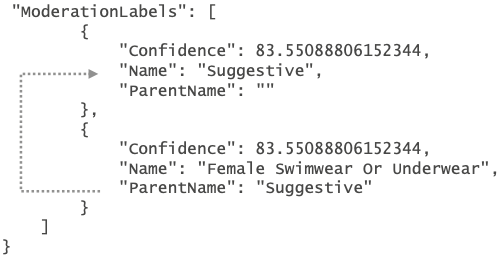 "ModerationLabels": [
{
"Confidence": 83.55088806152344,
"Name": "Suggestive",
"ParentName": ""
},
{
"Confidence": 83.55088806152344,
"Name": "Female Swimwear Or Underwear",
"ParentName": "Suggestive"
}
]
}